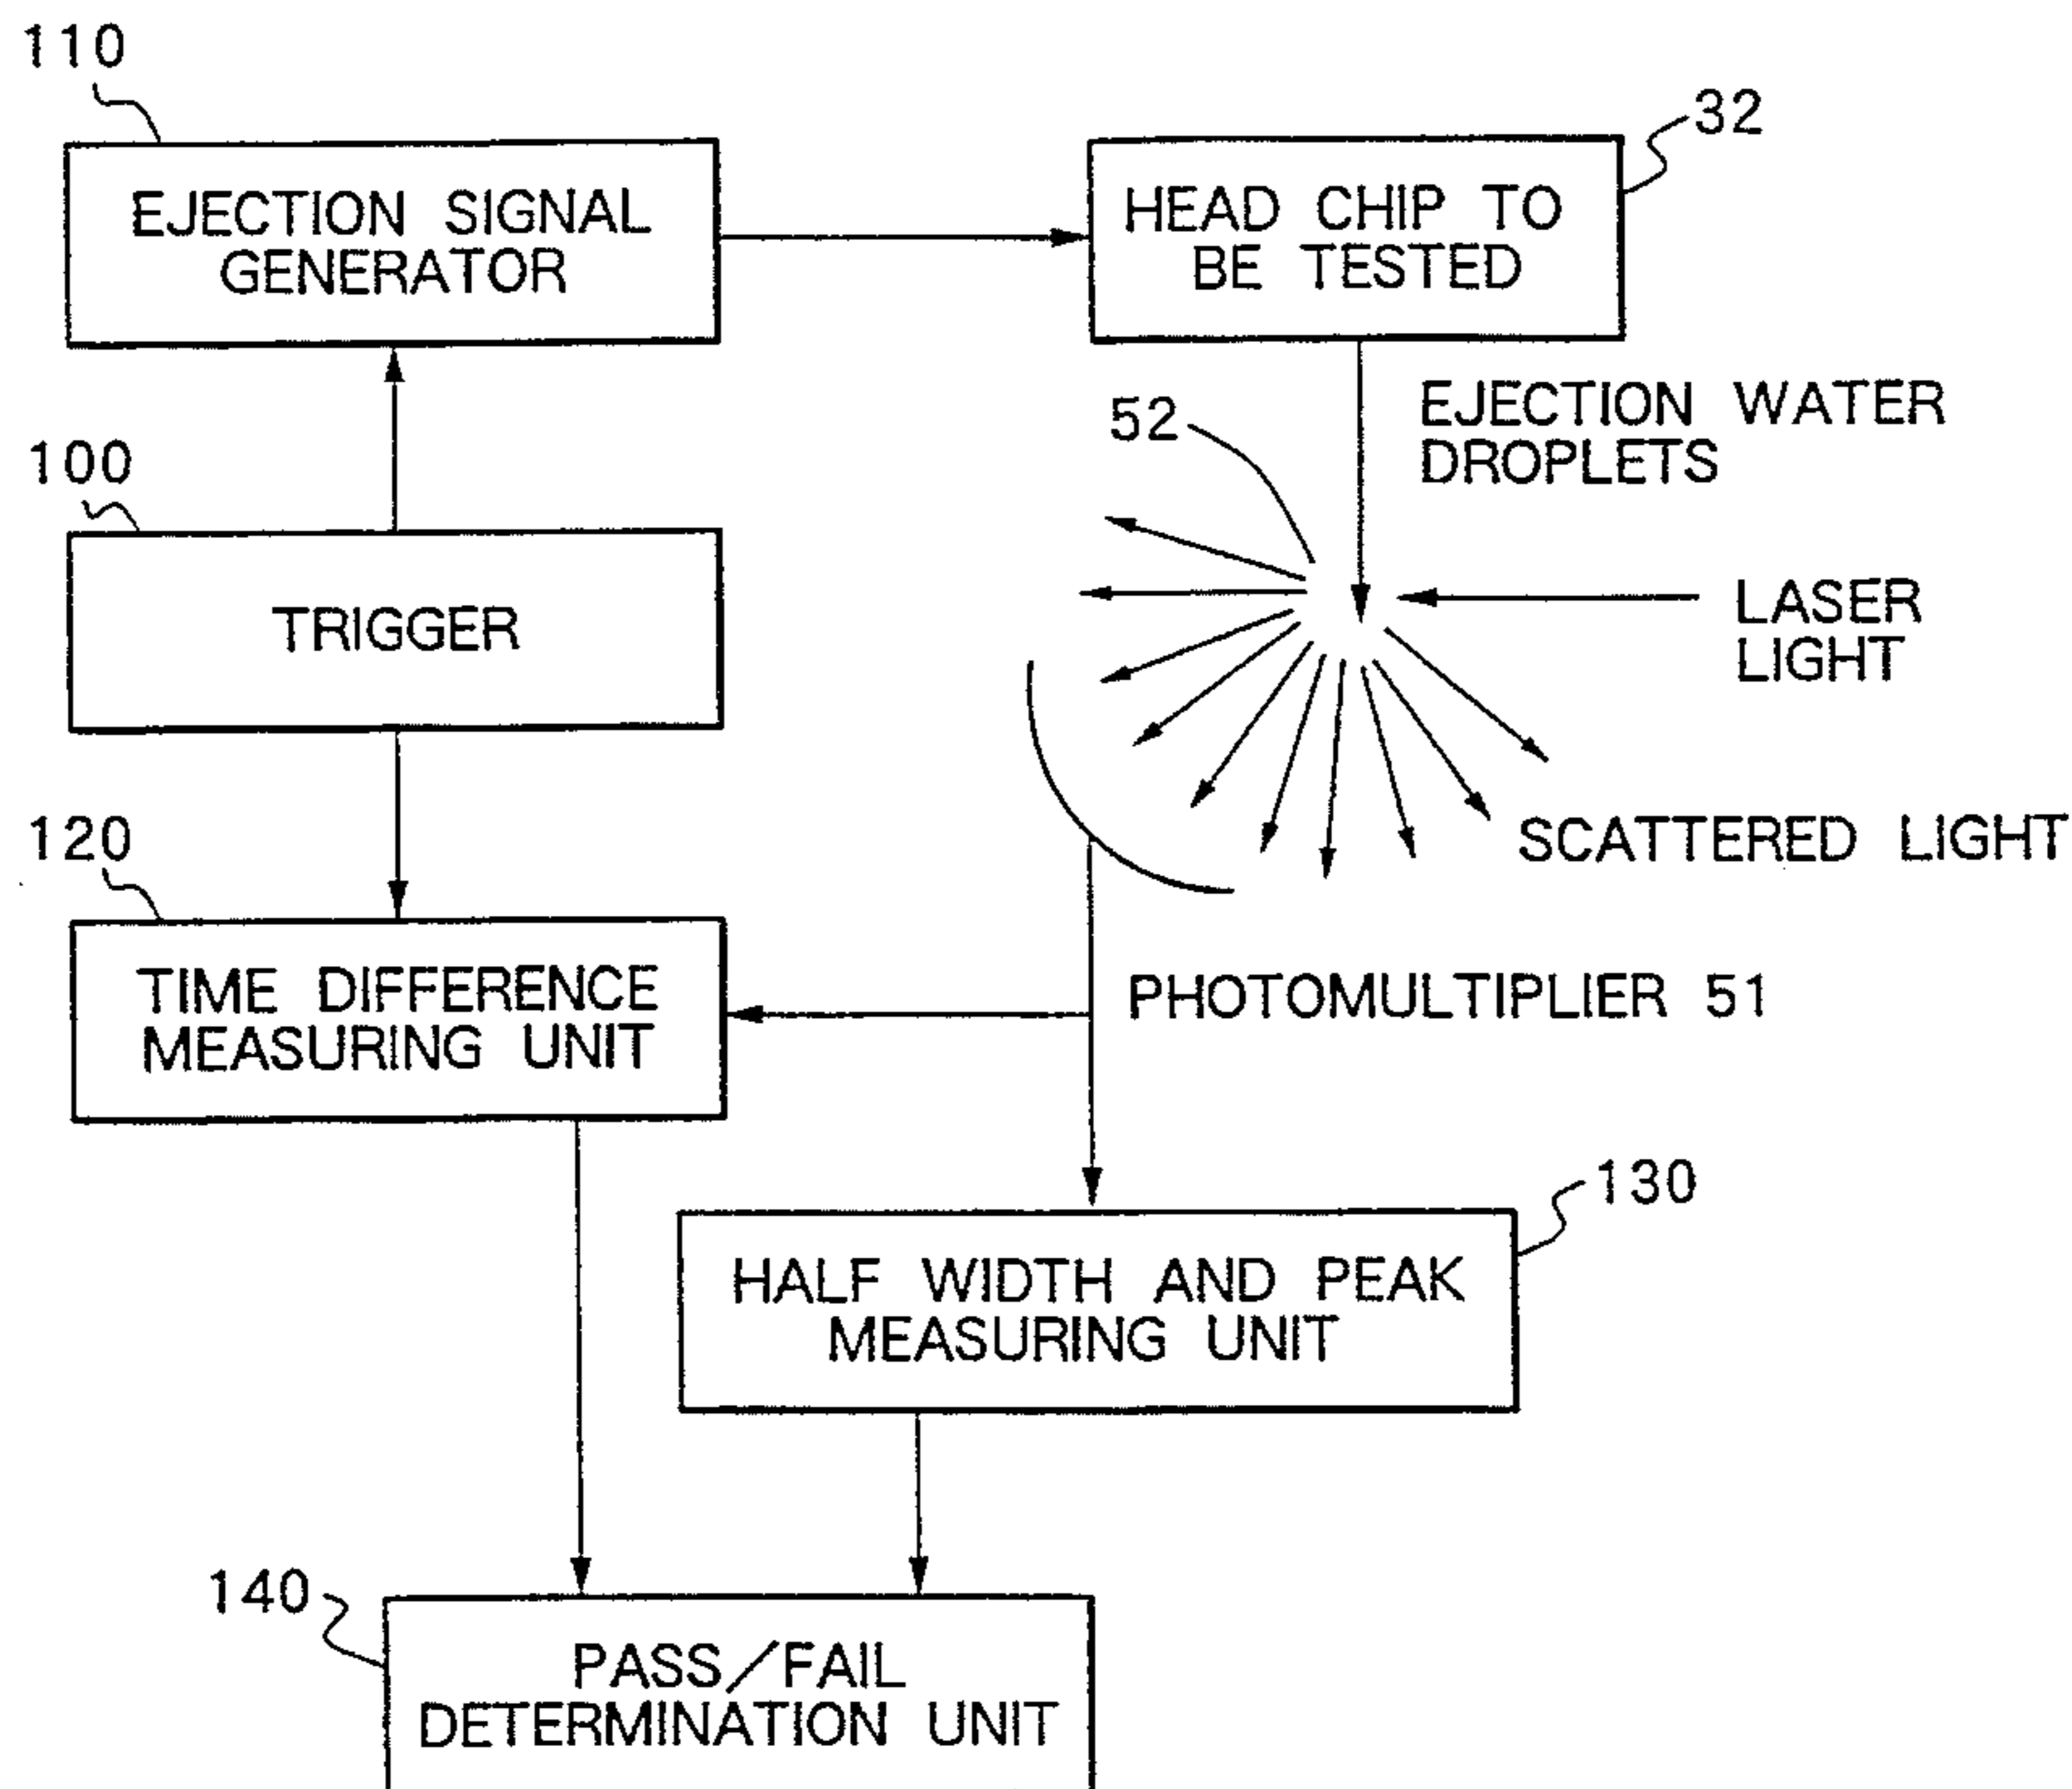 110
EJECTION SIGNAL
GENERATOR
32
HEAD CHIP TO
BE TESTED
EJECTION WATER
DROPLETS
52
100
TRIGGER
LASER
LIGHT
SCATTERED LIGHT
120
TIME DIFFERENCE
MEASURING UNIT
PHOTOMULTIPLIER 51
130
HALF WIDTH AND PEAK
MEASURING UNIT
140
PASS/FAIL
DETERMINATION UNIT